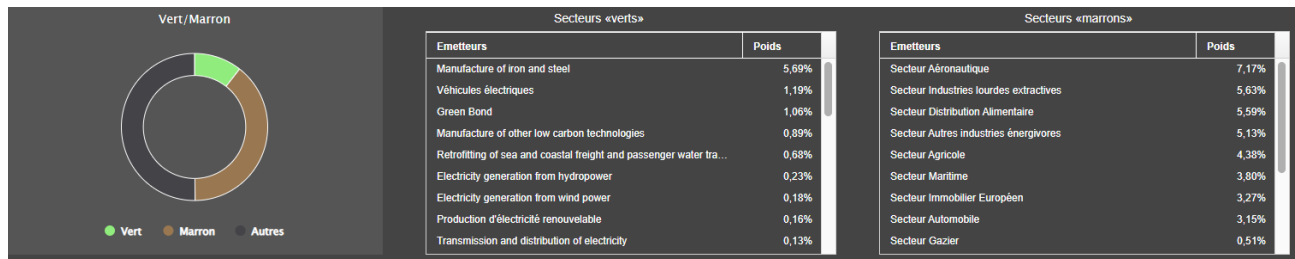 Vert/Marron
Vert Marron Autres
Secteurs «verts»
Emetteurs Poids
Manufacture of iron and steel 5,69%
Véhicules électriques 1,19%
Green Bond 1,06%
Manufacture of other low carbon technologies 0,89%
Retrofitting of sea and coastal freight and passenger water tra... 0,68%
Electricity generation from hydropower 0,23%
Electricity generation from wind power 0,18%
Production d'électricité renouvelable 0,16%
Transmission and distribution of electricity 0,13%
Secteurs «marrons»
Emetteurs Poids
Secteur Aéronautique 7,17%
Secteur Industries lourdes extractives 5,63%
Secteur Distribution Alimentaire 5,59%
Secteur Autres industries énergivores 5,13%
Secteur Agricole 4,38%
Secteur Maritime 3,80%
Secteur Immobilier Européen 3,27%
Secteur Automobile 3,15%
Secteur Gazier 0,51%